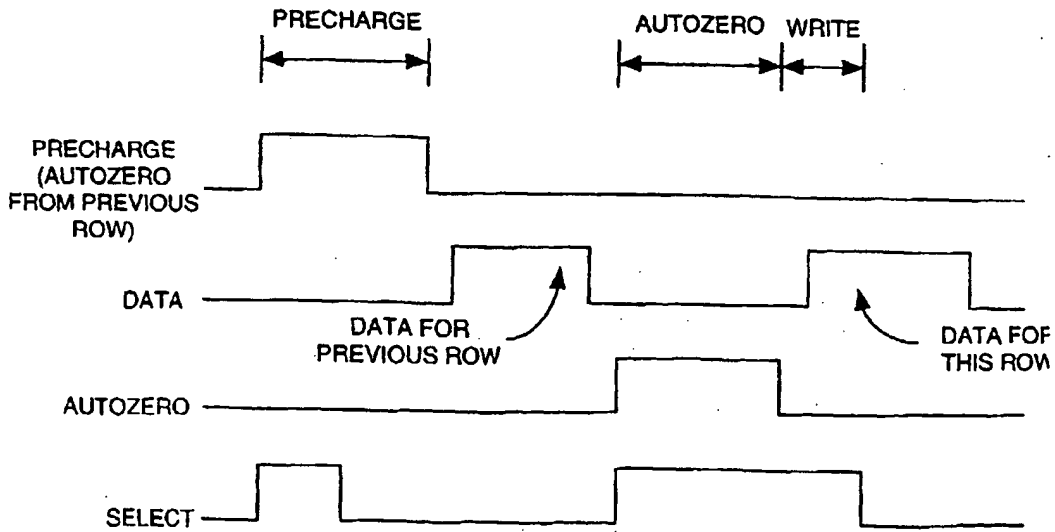 PRECHARGE
AUTOZERO
WRITE
PRECHARGE
(AUTOZERO
FROM PREVIOUS
ROW)
DATA
DATA FOR
PREVIOUS ROW
DATA FOR
THIS ROW
AUTOZERO
SELECT